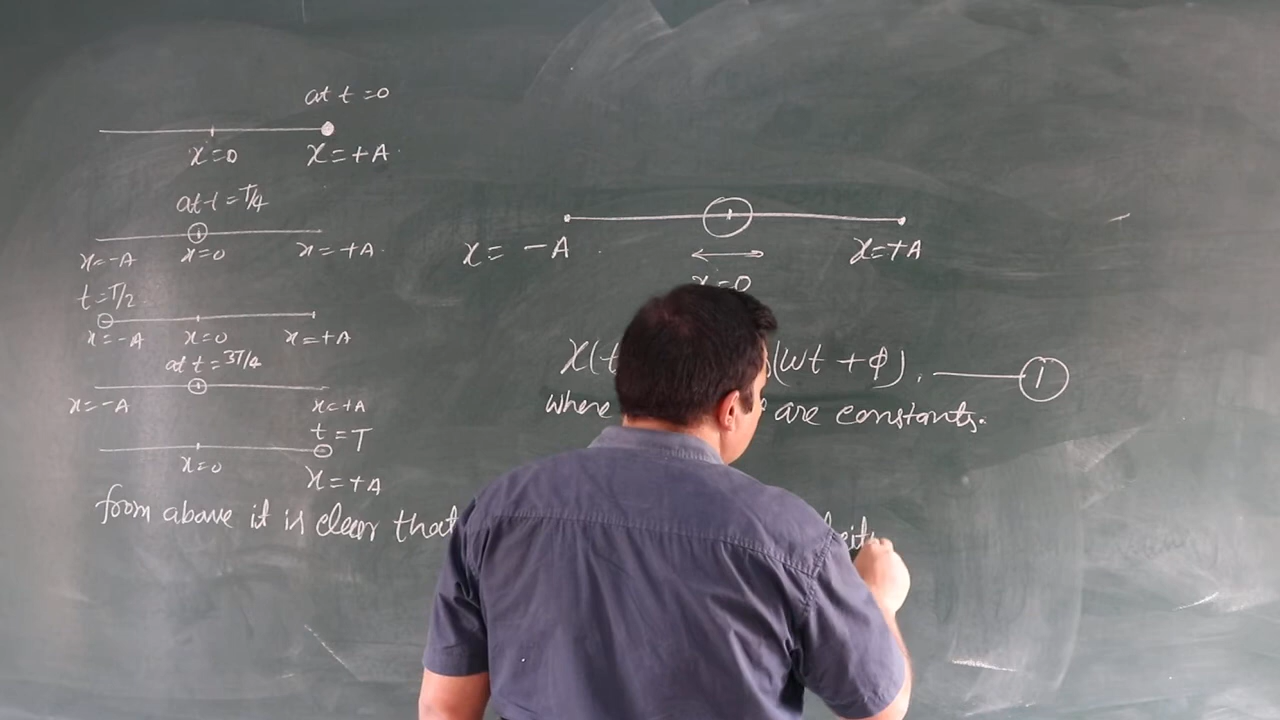 at t=0
x=0 x=+A
at t=T/4
x=-A x=0 x=+A
t=T/2
x=-A x=0 x=+A
at t=3T/4
x=-A x=+A
t=T
x=0 x=+A
from above it is clear that
x=-A x=+A
x=0
x(t (ωt+φ). ①
where are constants.